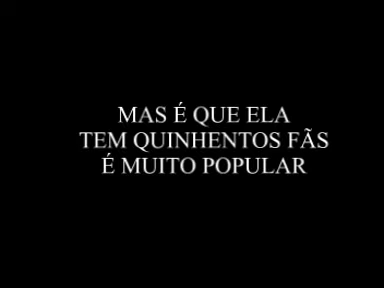 MAS É QUE ELA
TEM QUINHENTOS FÃS
É MUITO POPULAR